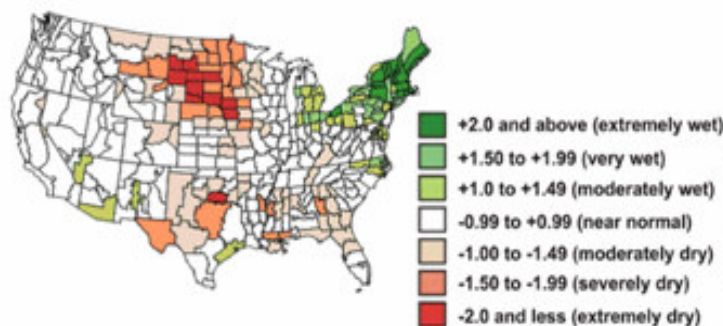 +2.0 and above (extremely wet)
+1.50 to +1.99 (very wet)
+1.0 to +1.49 (moderately wet)
-0.99 to +0.99 (near normal)
-1.00 to -1.49 (moderately dry)
-1.50 to -1.99 (severely dry)
-2.0 and less (extremely dry)